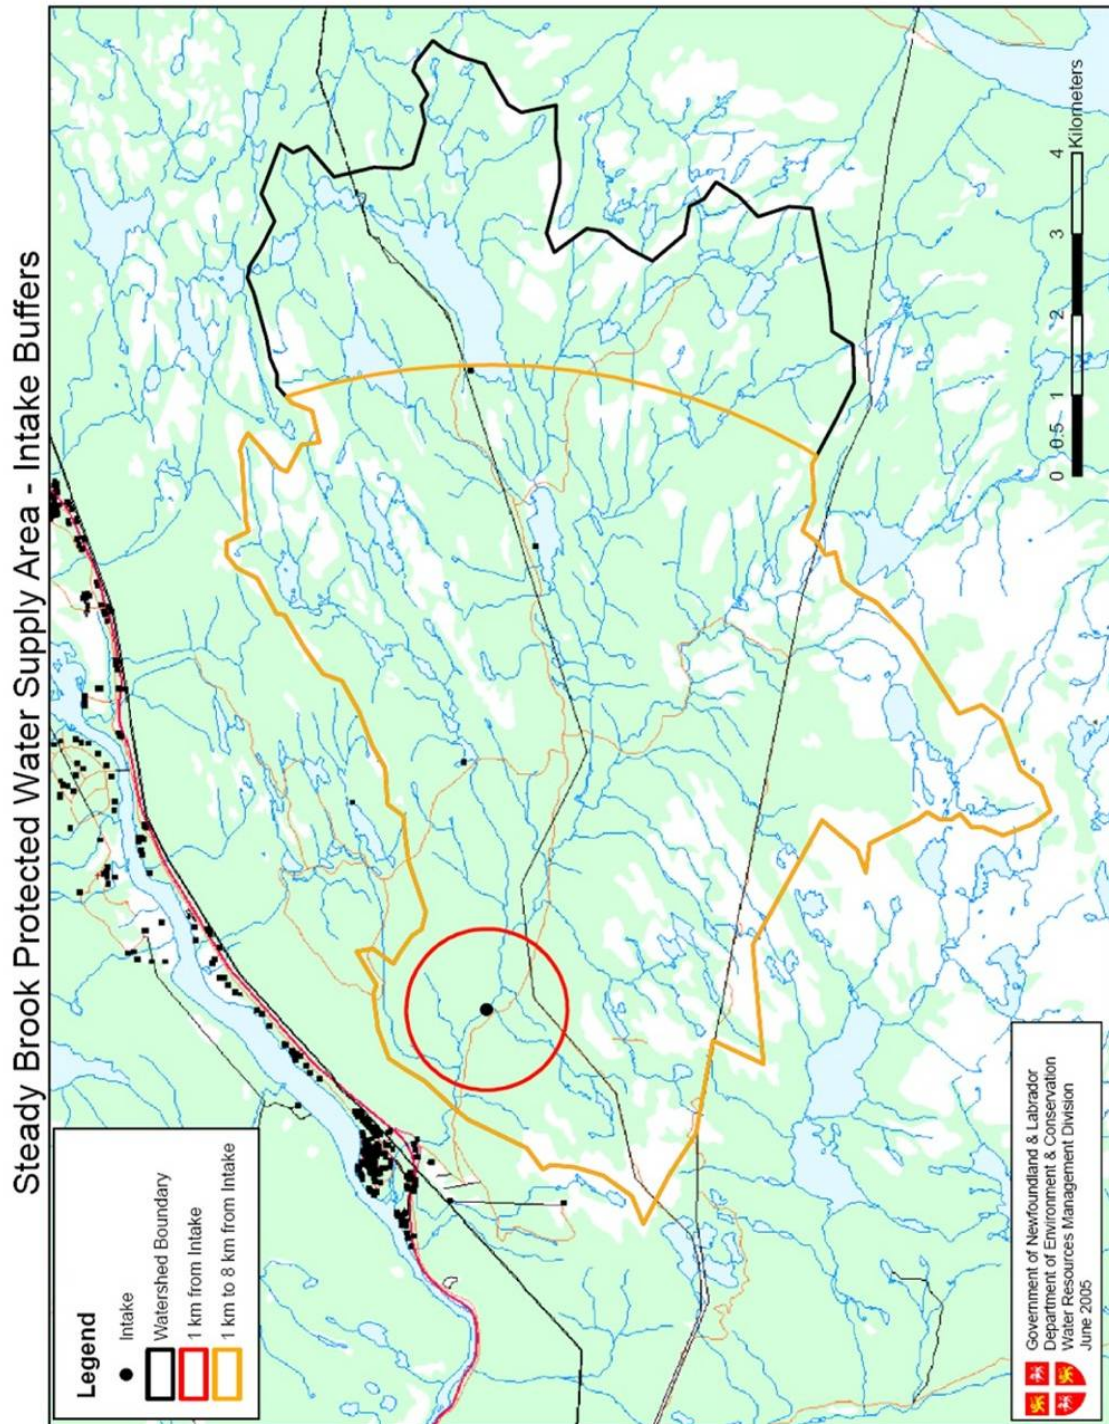 Steady Brook Protected Water Supply Area - Intake Buffers
Legend
Intake
Watershed Boundary
1 km from Intake
1 km to 8 km from Intake
0 0.5 1 2 3 4
Kilometers
Government of Newfoundland & Labrador
Department of Environment & Conservation
Water Resources Management Division
June 2005